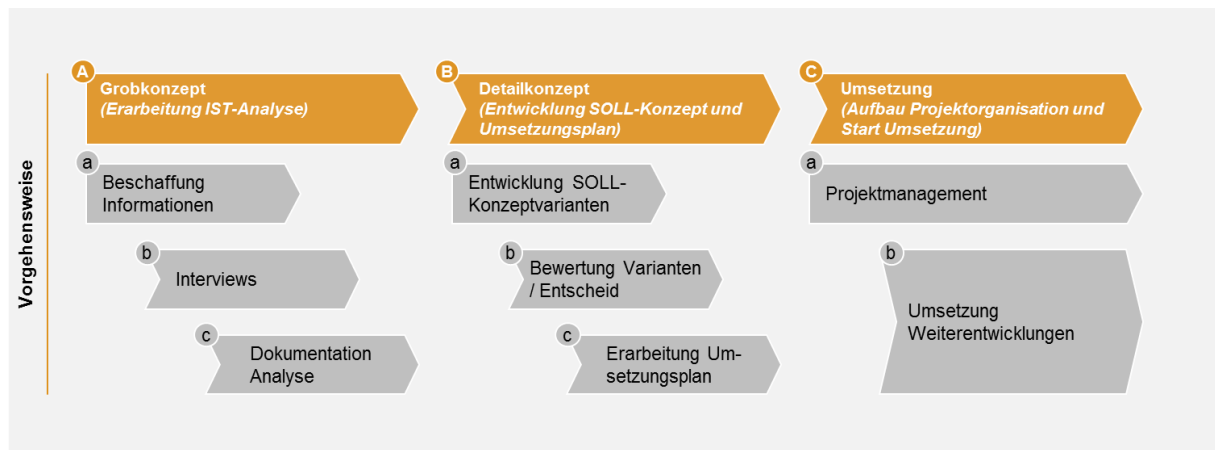 Vorgehensweise
A
Grobkonzept
(Erarbeitung IST-Analyse)
a
Beschaffung
Informationen
b
Interviews
c
Dokumentation
Analyse
B
Detailkonzept
(Entwicklung SOLL-Konzept und
Umsetzungsplan)
a
Entwicklung SOLL-
Konzeptvarianten
b
Bewertung Varianten
/ Entscheid
c
Erarbeitung Um-
setzungsplan
C
Umsetzung
(Aufbau Projektorganisation und
Start Umsetzung)
a
Projektmanagement
b
Umsetzung
Weiterentwicklungen